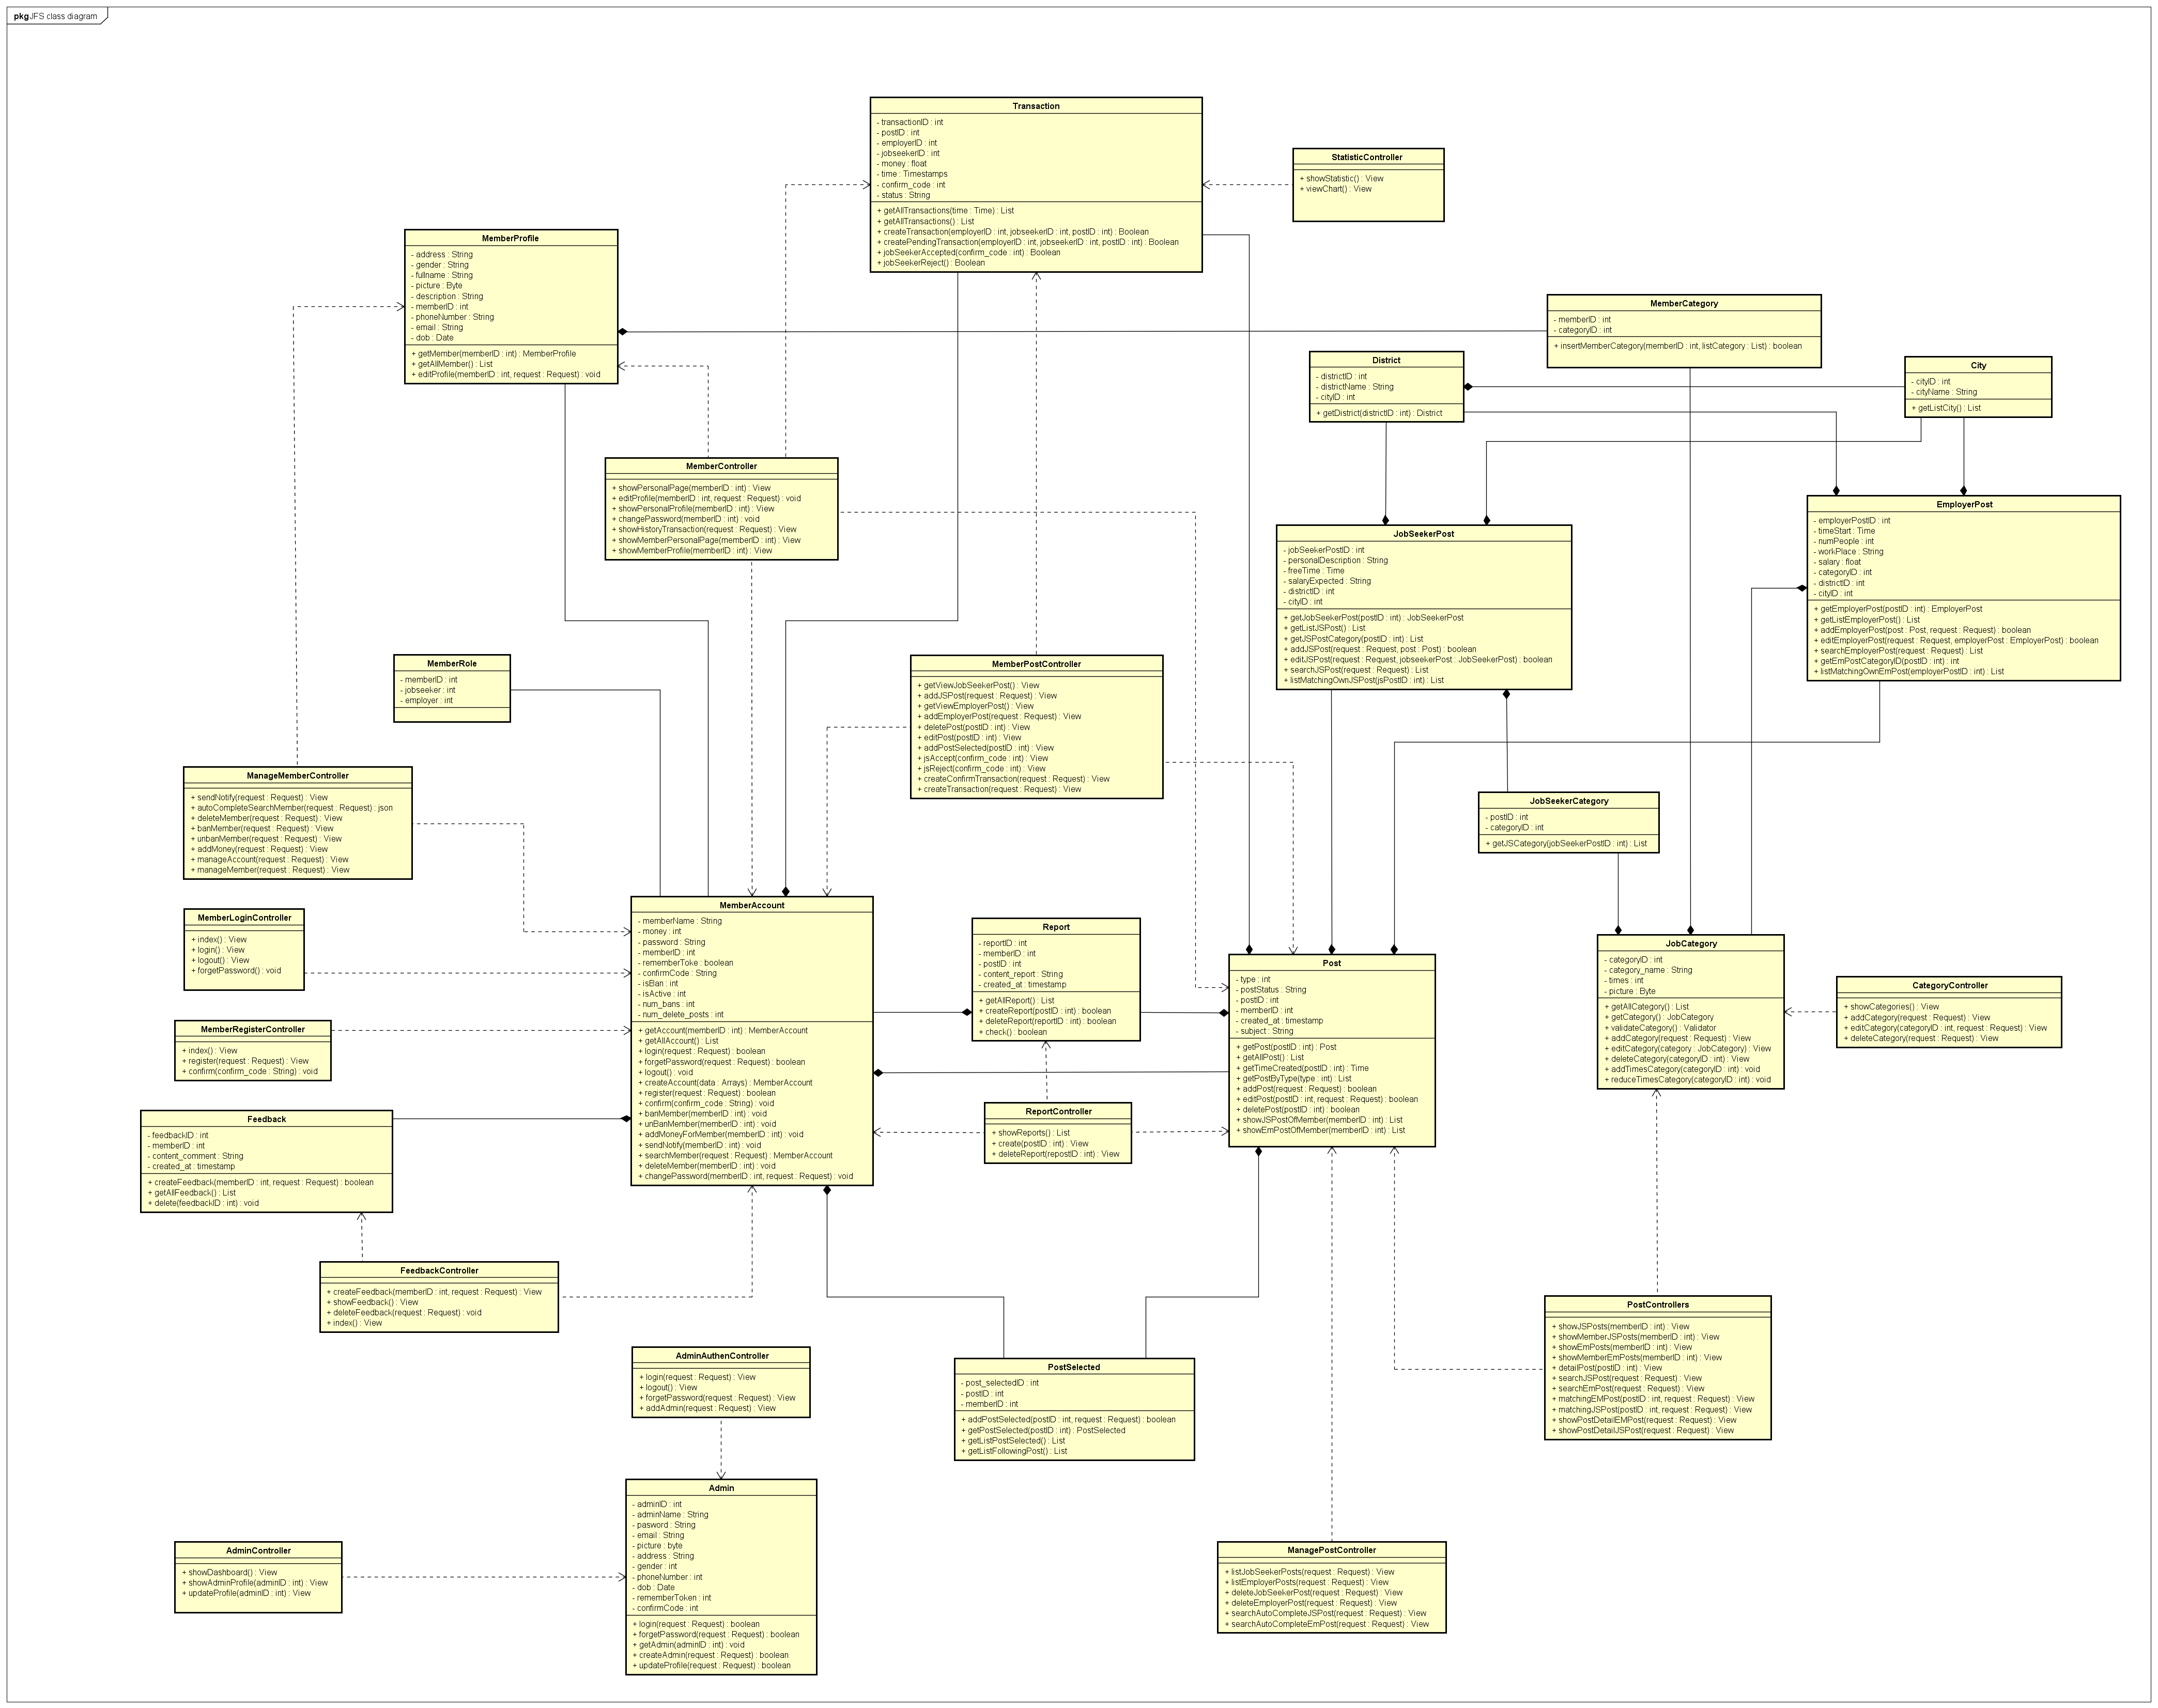 pkg JFS class diagram
Transaction
- transactionID : int
- postID : int
- employerID : int
- jobseekerID : int
- money : float
- time : Timestamps
- confirm_code : int
- status : String
+ getAllTransactions(time : Time) : List
+ getAllTransactions() : List
+ createTransaction(employerID : int, jobseekerID : int, postID : int) : Boolean
+ createPendingTransaction(employerID : int, jobseekerID : int, postID : int) : Boolean
+ jobSeekerAccepted(confirm_code : int) : Boolean
+ jobSeekerReject() : Boolean
StatisticController
+ showStatistic() : View
+ viewChart() : View
MemberProfile
- address : String
- gender : String
- fullname : String
- picture : Byte
- description : String
- memberID : int
- phoneNumber : String
- email : String
- dob : Date
+ getMember(memberID : int) : MemberProfile
+ getAllMember() : List
+ editProfile(memberID : int, request : Request) : void
MemberCategory
- memberID : int
- categoryID : int
+ insertMemberCategory(memberID : int, listCategory : List) : boolean
District
- districtID : int
- districtName : String
- cityID : int
+ getDistrict(districtID : int) : District
City
- cityID : int
- cityName : String
+ getListCity() : List
MemberController
+ showPersonalPage(memberID : int) : View
+ editProfile(memberID : int, request : Request) : void
+ showPersonalProfile(memberID : int) : View
+ changePassword(memberID : int) : void
+ showHistoryTransaction(request : Request) : View
+ showMemberPersonalPage(memberID : int) : View
+ showMemberProfile(memberID : int) : View
EmployerPost
- employerPostID : int
- timeStart : Time
- numPeople : int
- workPlace : String
- salary : float
- categoryID : int
- districtID : int
- cityID : int
+ getEmployerPost(postID : int) : EmployerPost
+ getListEmployerPost() : List
+ addEmployerPost(post : Post, request : Request) : boolean
+ editEmployerPost(request : Request, employerPost : EmployerPost) : boolean
+ searchEmployerPost(request : Request) : List
+ getEmPostCategoryID(postID : int) : int
+ listMatchingOwnEmPost(employerPostID : int) : List
JobSeekerPost
- jobSeekerPostID : int
- personalDescription : String
- freeTime : Time
- salaryExpected : String
- districtID : int
- cityID : int
+ getJobSeekerPost(postID : int) : JobSeekerPost
+ getListJSPost() : List
+ getJSPostCategory(postID : int) : List
+ addJSPost(request : Request, post : Post) : boolean
+ editJSPost(request : Request, jobseekerPost : JobSeekerPost) : boolean
+ searchJSPost(request : Request) : List
+ listMatchingOwnJSPost(jsPostID : int) : List
MemberRole
- memberID : int
- jobseeker : int
- employer : int
MemberPostController
+ getViewJobSeekerPost() : View
+ addJSPost(request : Request) : View
+ getViewEmployerPost() : View
+ addEmployerPost(request : Request) : View
+ deletePost(postID : int) : View
+ editPost(postID : int) : View
+ addPostSelected(postID : int) : View
+ jsAccept(confirm_code : int) : View
+ jsReject(confirm_code : int) : View
+ createConfirmTransaction(request : Request) : View
+ createTransaction(request : Request) : View
ManageMemberController
+ sendNotify(request : Request) : View
+ autoCompleteSearchMember(request : Request) : json
+ deleteMember(request : Request) : View
+ banMember(request : Request) : View
+ unbanMember(request : Request) : View
+ addMoney(request : Request) : View
+ manageAccount(request : Request) : View
+ manageMember(request : Request) : View
JobSeekerCategory
- postID : int
- categoryID : int
+ getJSCategory(jobSeekerPostID : int) : List
MemberLoginController
+ index() : View
+ login() : View
+ logout() : View
+ forgetPassword() : void
MemberAccount
- memberName : String
- money : int
- password : String
- memberID : int
- rememberToke : boolean
- confirmCode : String
- isBan : int
- isActive : int
- num_bans : int
- num_delete_posts : int
+ getAccount(memberID : int) : MemberAccount
+ getAllAccount() : List
+ login(request : Request) : boolean
+ forgetPassword(request : Request) : boolean
+ logout() : void
+ createAccount(data : Arrays) : MemberAccount
+ register(request : Request) : boolean
+ confirm(confirm_code : String) : void
+ banMember(memberID : int) : void
+ unBanMember(memberID : int) : void
+ addMoneyForMember(memberID : int) : void
+ sendNotify(memberID : int) : void
+ searchMember(request : Request) : MemberAccount
+ deleteMember(memberID : int) : void
+ changePassword(memberID : int, request : Request) : void
Report
- reportID : int
- memberID : int
- postID : int
- content_report : String
- created_at : timestamp
+ getAllReport() : List
+ createReport(postID : int) : boolean
+ deleteReport(reportID : int) : boolean
+ check() : boolean
Post
- type : int
- postStatus : String
- postID : int
- memberID : int
- created_at : timestamp
- subject : String
+ getPost(postID : int) : Post
+ getAllPost() : List
+ getTimeCreated(postID : int) : Time
+ getPostByType(type : int) : List
+ addPost(request : Request) : boolean
+ editPost(postID : int, request : Request) : boolean
+ deletePost(postID : int) : boolean
+ showJSPostOfMember(memberID : int) : List
+ showEmPostOfMember(memberID : int) : List
JobCategory
- categoryID : int
- category_name : String
- times : int
- picture : Byte
+ getAllCategory() : List
+ getCategory() : JobCategory
+ validateCategory() : Validator
+ addCategory(request : Request) : View
+ editCategory(category : JobCategory) : View
+ deleteCategory(categoryID : int) : View
+ addTimesCategory(categoryID : int) : void
+ reduceTimesCategory(categoryID : int) : void
CategoryController
+ showCategories() : View
+ addCategory(request : Request) : View
+ editCategory(categoryID : int, request : Request) : View
+ deleteCategory(request : Request) : View
MemberRegisterController
+ index() : View
+ register(request : Request) : View
+ confirm(confirm_code : String) : void
ReportController
+ showReports() : List
+ create(postID : int) : View
+ deleteReport(repostID : int) : View
Feedback
- feedbackID : int
- memberID : int
- content_comment : String
- created_at : timestamp
+ createFeedback(memberID : int, request : Request) : boolean
+ getAllFeedback() : List
+ delete(feedbackID : int) : void
FeedbackController
+ createFeedback(memberID : int, request : Request) : View
+ showFeedback() : View
+ deleteFeedback(request : Request) : void
+ index() : View
PostControllers
+ showJSPosts(memberID : int) : View
+ showMemberJSPosts(memberID : int) : View
+ showEmPosts(memberID : int) : View
+ showMemberEmPosts(memberID : int) : View
+ detailPost(postID : int) : View
+ searchJSPost(request : Request) : View
+ searchEmPost(request : Request) : View
+ matchingEMPost(postID : int, request : Request) : View
+ matchingJSPost(postID : int, request : Request) : View
+ showPostDetailEMPost(request : Request) : View
+ showPostDetailJSPost(request : Request) : View
AdminAuthenController
+ login(request : Request) : View
+ logout() : View
+ forgetPassword(request : Request) : View
+ addAdmin(request : Request) : View
PostSelected
- post_selectedID : int
- postID : int
- memberID : int
+ addPostSelected(postID : int, request : Request) : boolean
+ getPostSelected(postID : int) : PostSelected
+ getListPostSelected() : List
+ getListFollowingPost() : List
Admin
- adminID : int
- adminName : String
- pasword : String
- email : String
- picture : byte
- address : String
- gender : int
- phoneNumber : int
- dob : Date
- rememberToken : int
- confirmCode : int
+ login(request : Request) : boolean
+ forgetPassword(request : Request) : boolean
+ getAdmin(adminID : int) : void
+ createAdmin(request : Request) : boolean
+ updateProfile(request : Request) : boolean
AdminController
+ showDashboard() : View
+ showAdminProfile(adminID : int) : View
+ updateProfile(adminID : int) : View
ManagePostController
+ listJobSeekerPosts(request : Request) : View
+ listEmployerPosts(request : Request) : View
+ deleteJobSeekerPost(request : Request) : View
+ deleteEmployerPost(request : Request) : View
+ searchAutoCompleteJSPost(request : Request) : View
+ searchAutoCompleteEmPost(request : Request) : View